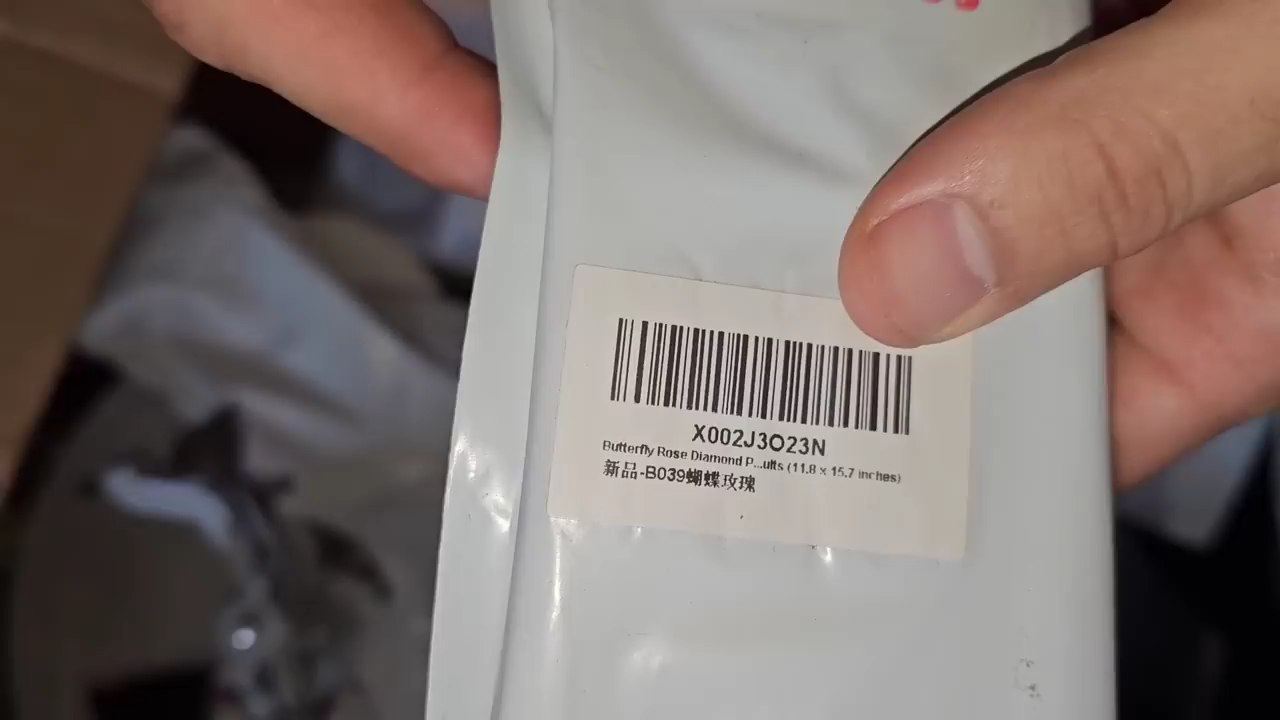 X002J3O23N
Butterfly Rose Diamond P...ults (11.8 x 15.7 inches)
新品-B039蝴蝶玫瑰